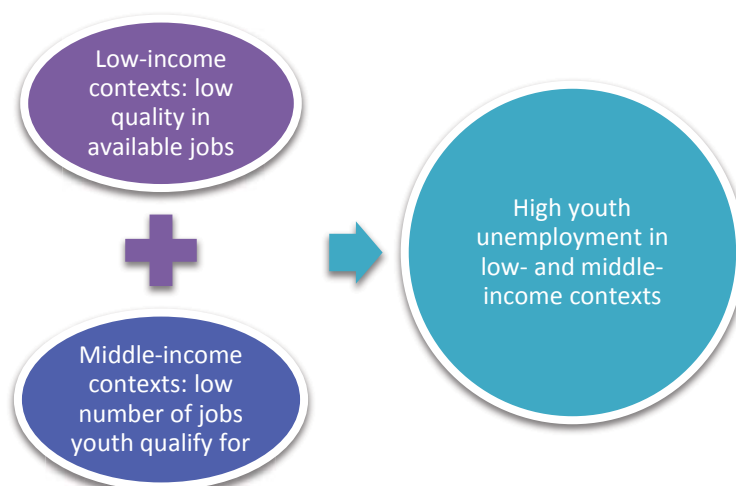 Low-income
contexts: low
quality in
available jobs
Middle-income
contexts: low
number of jobs
youth qualify for
High youth
unemployment in
low- and middle-
income contexts